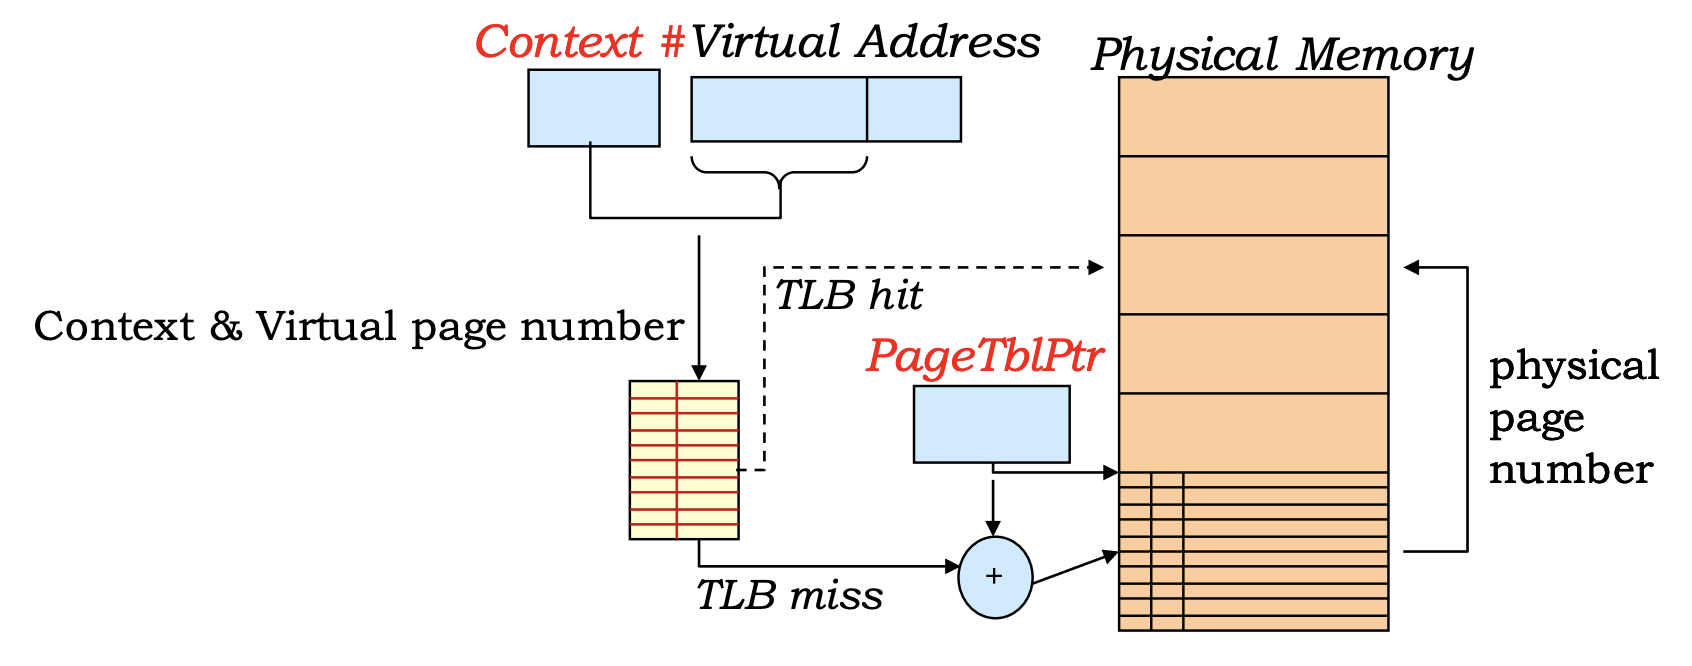 Context # Virtual Address
Physical Memory
TLB hit
Context & Virtual page number
PageTblPtr
physical
page
number
+
TLB miss